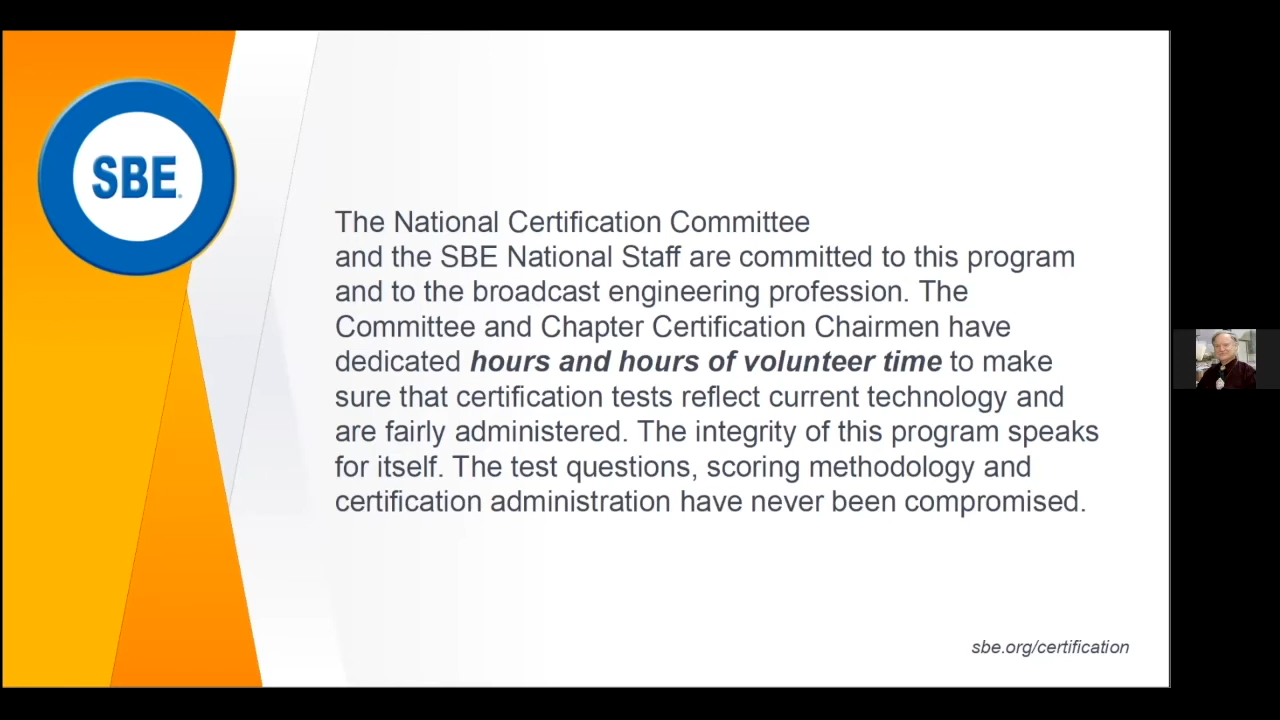 SBE
The National Certification Committee
and the SBE National Staff are committed to this program
and to the broadcast engineering profession. The
Committee and Chapter Certification Chairmen have
dedicated hours and hours of volunteer time to make
sure that certification tests reflect current technology and
are fairly administered. The integrity of this program speaks
for itself. The test questions, scoring methodology and
certification administration have never been compromised.
sbe.org/certification